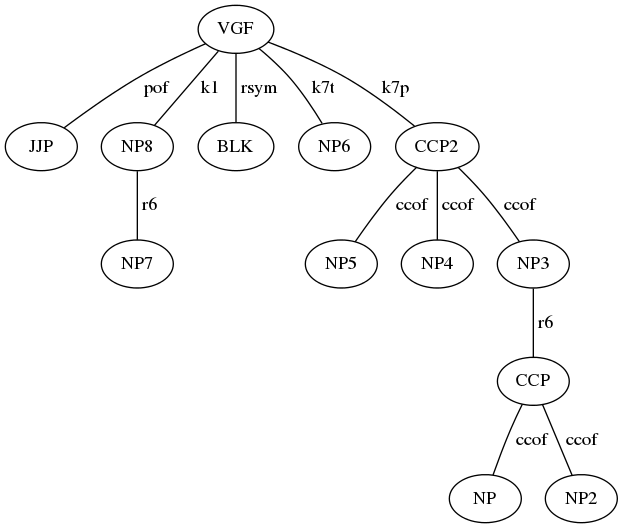 VGF
pof k1 rsym k7t k7p
JJP NP8 BLK NP6 CCP2
r6 ccof ccof ccof
NP7 NP5 NP4 NP3
r6
CCP
ccof ccof
NP NP2